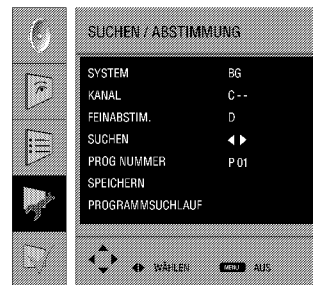 SUCHEN / ABSTIMMUNG
SYSTEM BG
KANAL C - -
FEINABSTIM. D
SUCHEN
PROG NUMMER P 01
SPEICHERN
PROGRAMMSUCHLAUF
WÄHLEN MENU AUS